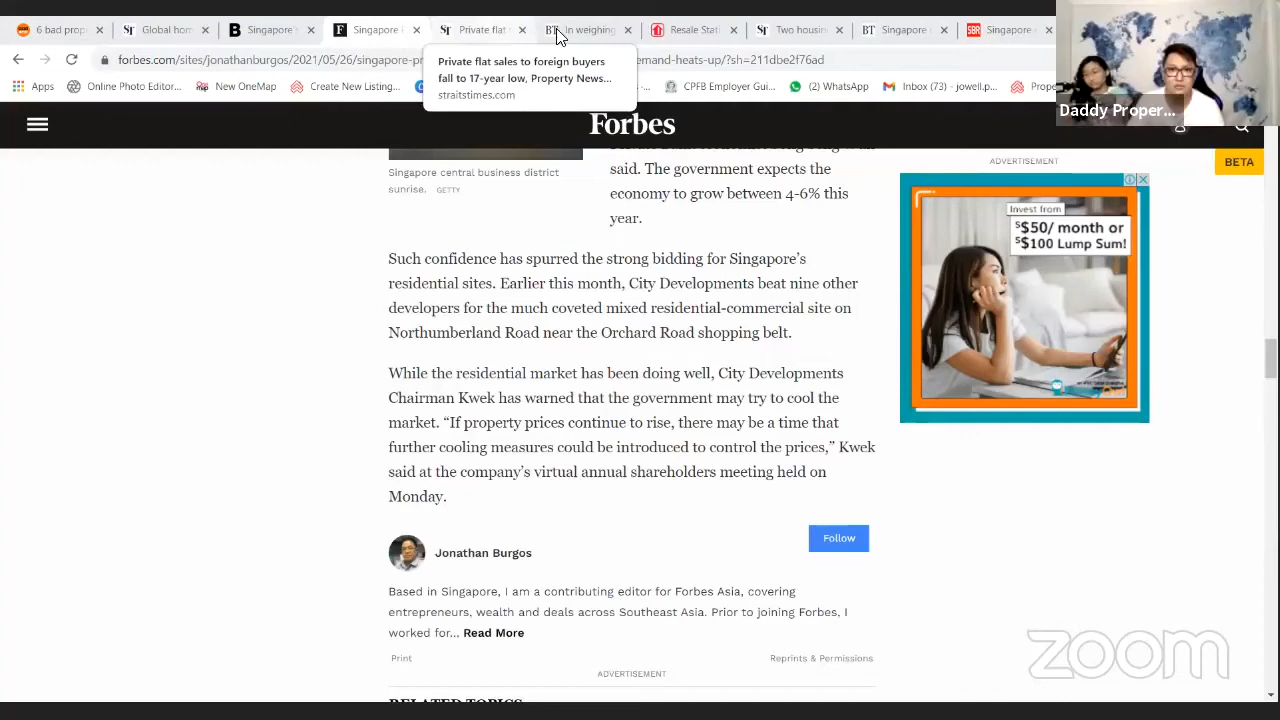 6 bad prop
Global hom
Singapore's
Singapore
Private flat
In weighing
Resale Stati
Two housin
Singapore
Singapore
forbes.com/sites/jonathanburgos/2021/05/26/singapore-pr
emand-heats-up/?sh=211dbe2f76ad
Private flat sales to foreign buyers
fall to 17-year low, Property News...
straitstimes.com
Apps
Online Photo Editor...
New OneMap
Create New Listing...
CPFB Employer Gui...
(2) WhatsApp
Inbox (73) - jowell.p...
Prope
Daddy Proper...
Forbes
BETA
ADVERTISEMENT
said. The government expects the
economy to grow between 4-6% this
year.
Singapore central business district
sunrise. GETTY
Invest from
S$50/ month or
S$100 Lump Sum!
Such confidence has spurred the strong bidding for Singapore's
residential sites. Earlier this month, City Developments beat nine other
developers for the much coveted mixed residential-commercial site on
Northumberland Road near the Orchard Road shopping belt.
While the residential market has been doing well, City Developments
Chairman Kwek has warned that the government may try to cool the
market. “If property prices continue to rise, there may be a time that
further cooling measures could be introduced to control the prices,” Kwek
said at the company's virtual annual shareholders meeting held on
Monday.
Jonathan Burgos
Follow
Based in Singapore, I am a contributing editor for Forbes Asia, covering
entrepreneurs, wealth and deals across Southeast Asia. Prior to joining Forbes, I
worked for... Read More
Print
Reprints & Permissions
ADVERTISEMENT
RELATED TOPICS
zoom